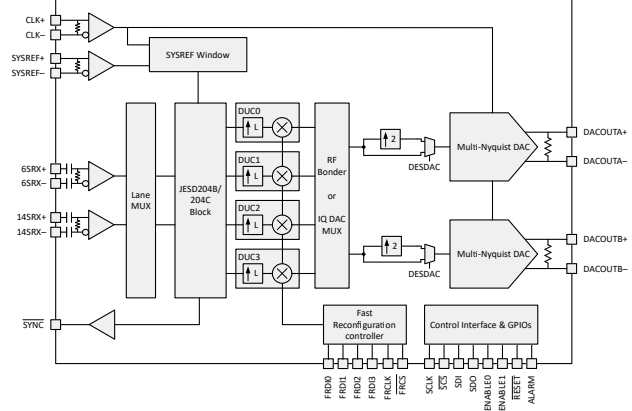 CLK+
CLK–
SYSREF+
SYSREF–
SYSREF Window
6SRX+
6SRX–
14SRX+
14SRX–
SYNC
Lane
MUX
JESD204B/
204C
Block
DUC0
L
DUC1
L
DUC2
L
DUC3
L
RF
Bonder
or
IQ DAC
MUX
2
DESDAC
2
DESDAC
Multi-Nyquist DAC
Multi-Nyquist DAC
DACOUTA+
DACOUTA–
DACOUTB+
DACOUTB–
Fast
Reconfiguration
controller
Control Interface & GPIOs
FRDI0
FRDI1
FRDI2
FRDI3
FRCLK
FRCS
SCLK
SCS
SDI
SDO
ENABLE0
ENABLE1
RESET
ALARM